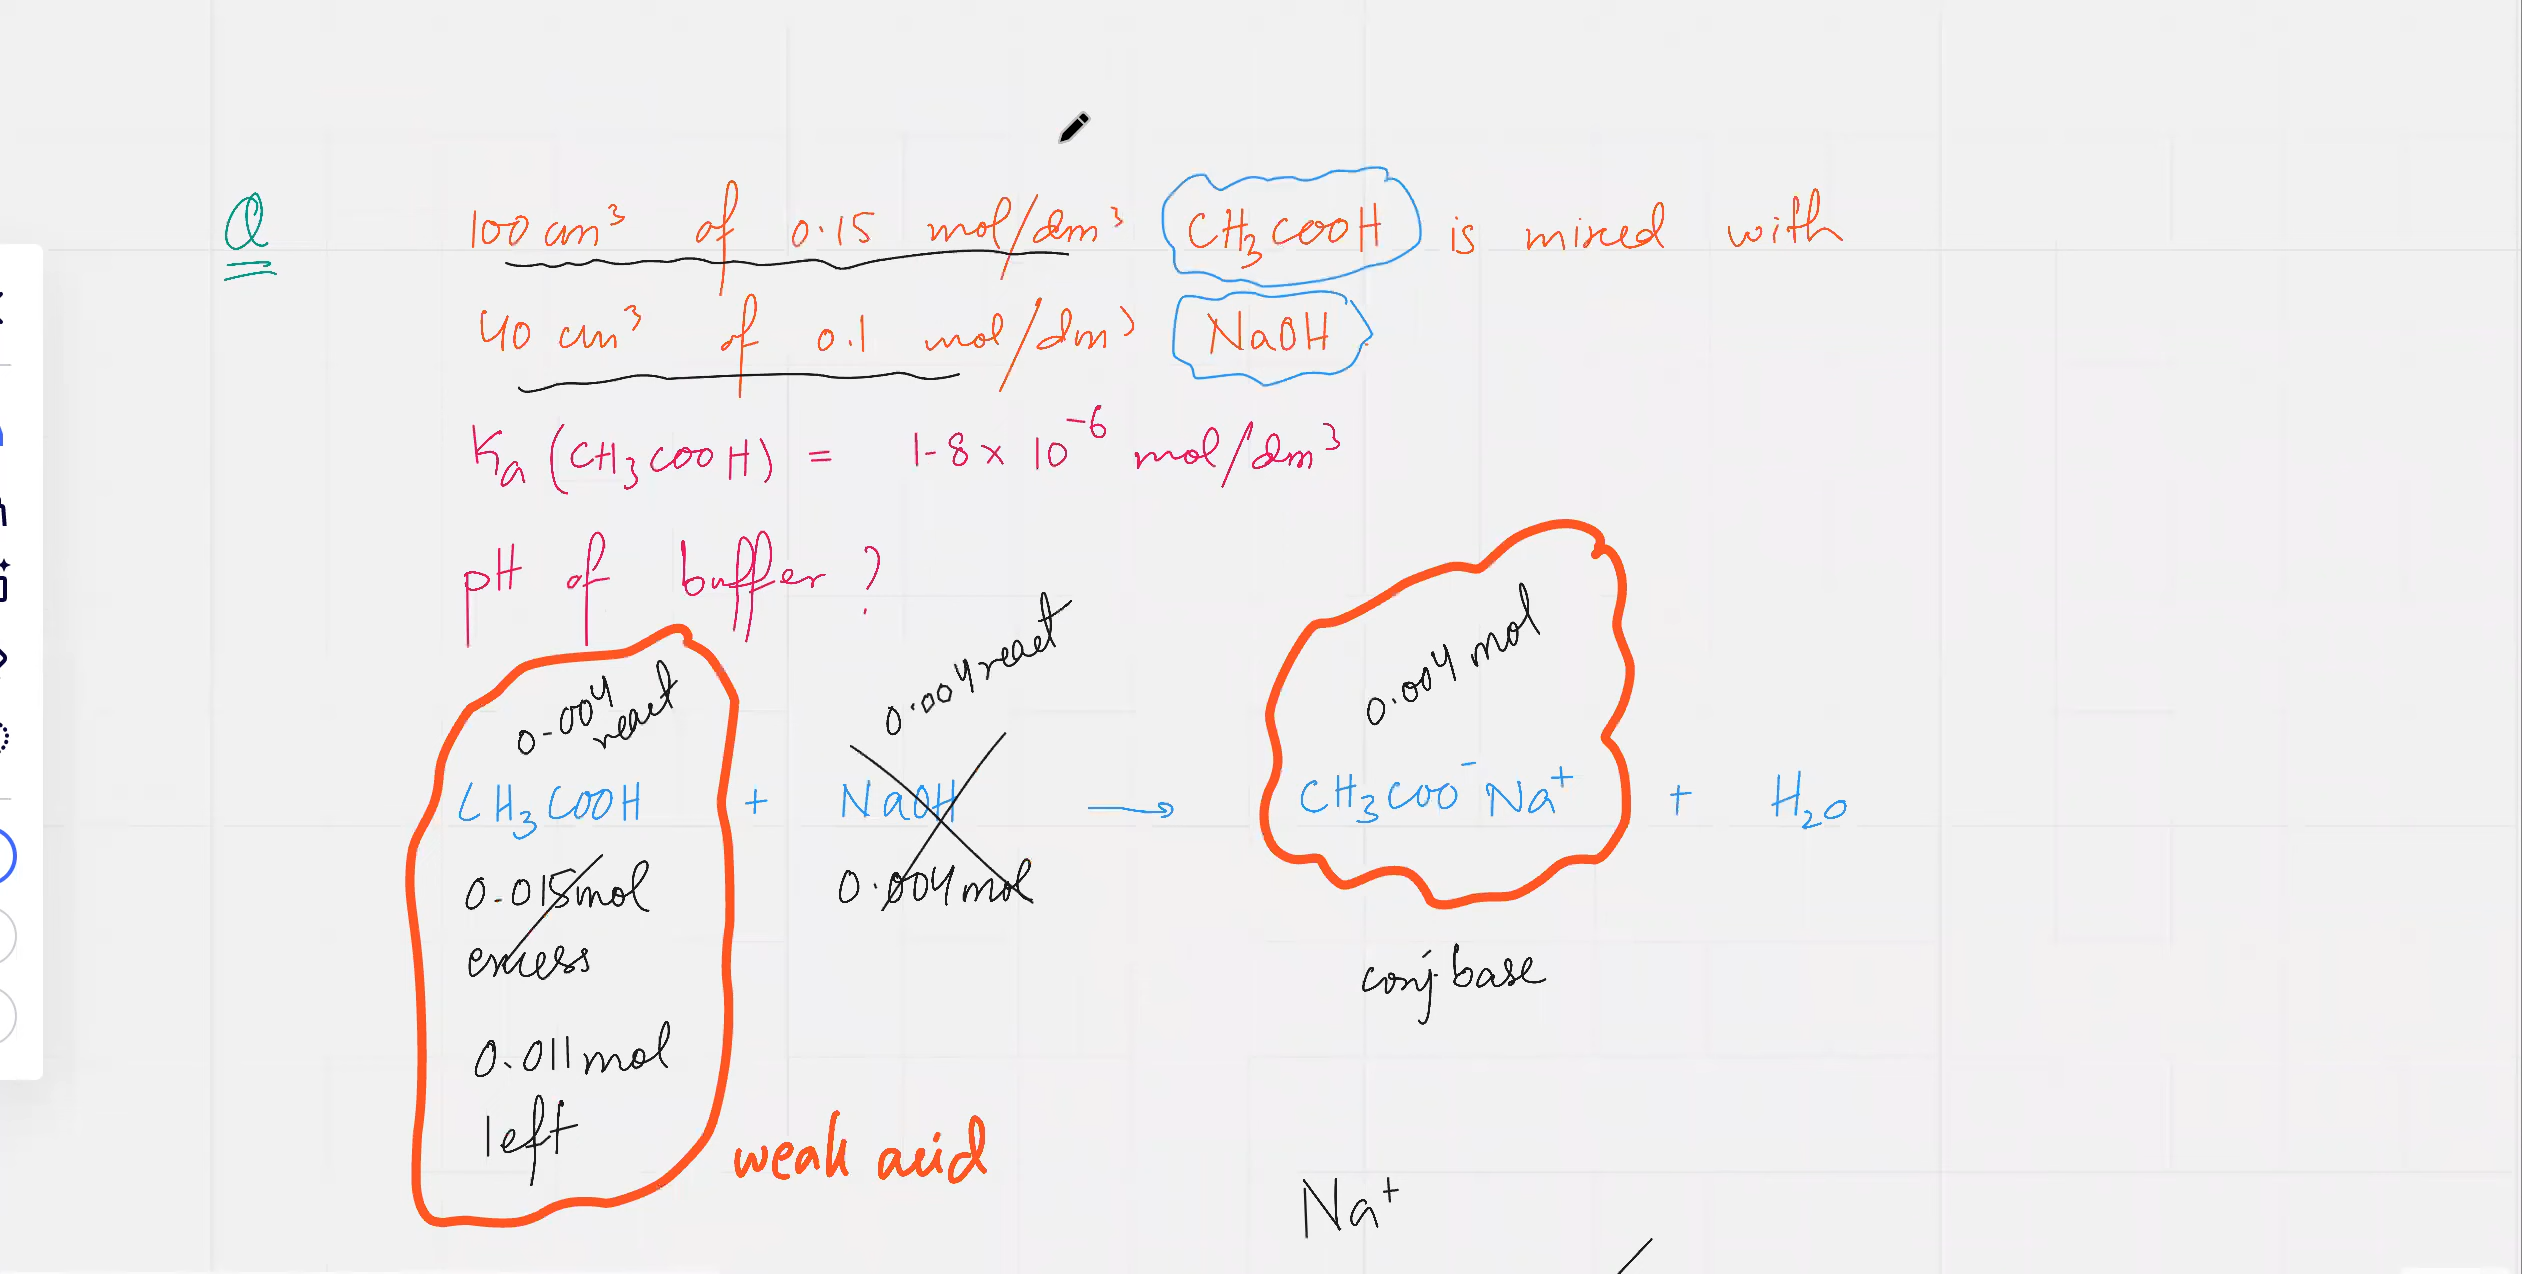 Q
100 cm³ of 0.15 mol/dm³ CH₃COOH is mixed with
40 cm³ of 0.1 mol/dm³ NaOH
Ka (CH₃COOH) = 1.8 × 10⁻⁶ mol/dm³
pH of buffer ?
0.004 react
0.004 react
0.004 mol
CH₃COOH + NaOH → CH₃COO⁻Na⁺ + H₂O
0.015 mol
0.004 mol
excess
conj. base
0.011 mol
left
weak acid
Na⁺